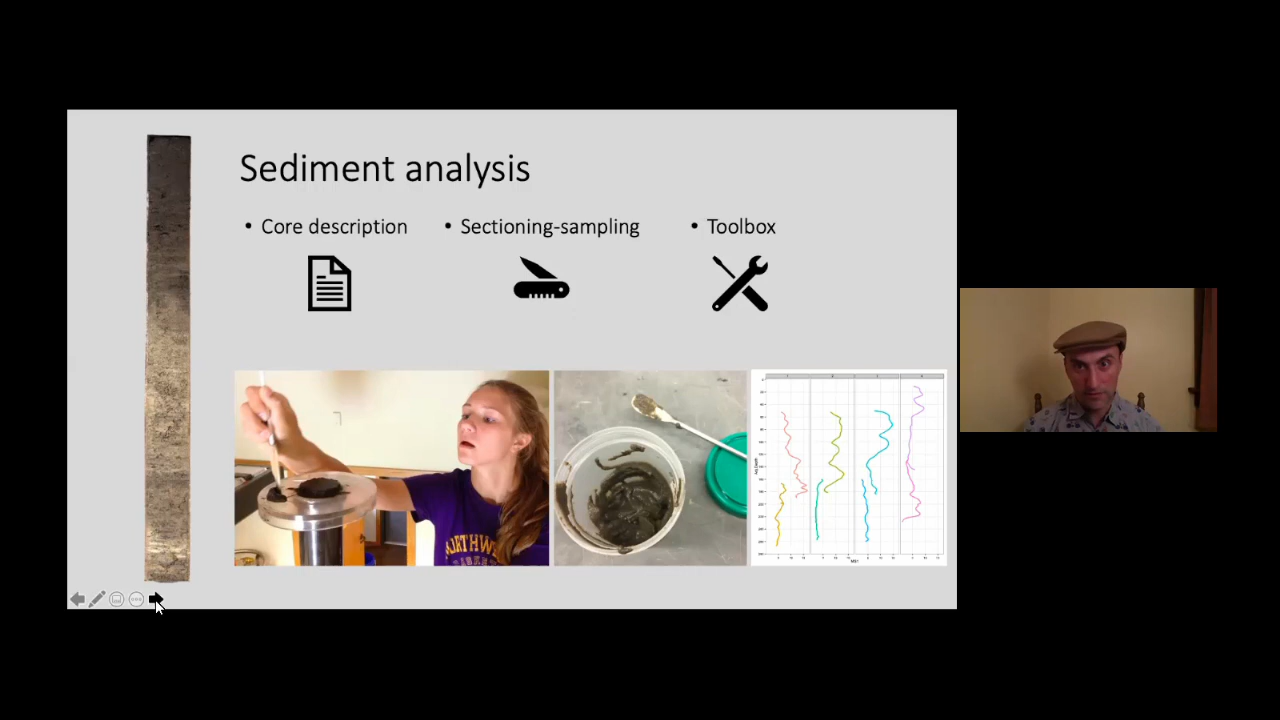 Sediment analysis
• Core description
• Sectioning-sampling
• Toolbox